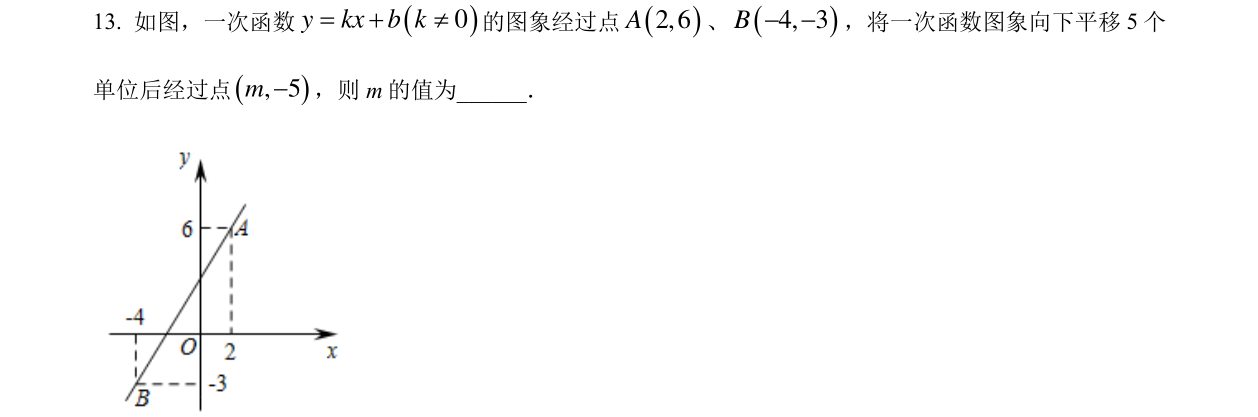 13. 如图，一次函数 y = kx + b(k ≠ 0) 的图象经过点 A(2,6)、B(−4,−3)，将一次函数图象向下平移 5 个
单位后经过点(m,−5)，则 m 的值为______.
y
6
A
-4
O
2
x
-3
B